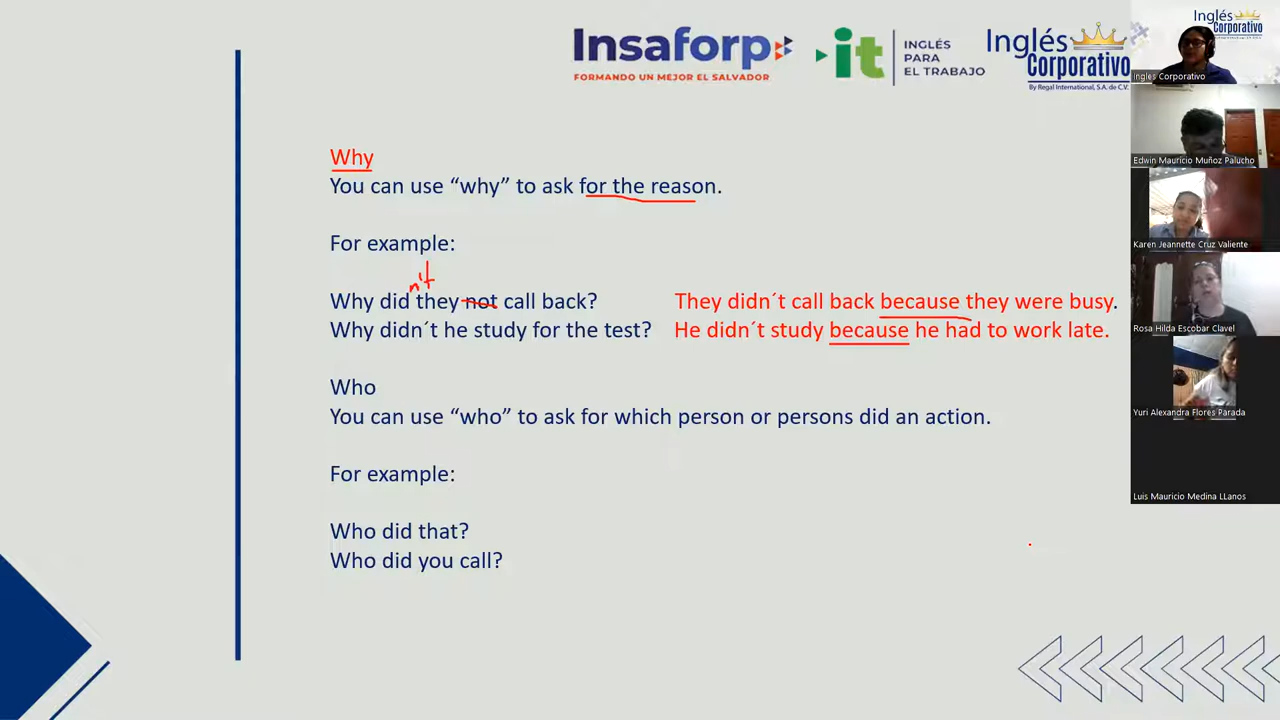 Insaforp
FORMANDO UN MEJOR EL SALVADOR
it
INGLÉS
PARA
EL TRABAJO
Inglés
Corporativo
By Regal International, S.A. de C.V.
Inglés
Corporativo
Ingles Corporativo
Edwin Mauricio Muñoz Palucho
Karen Jeannette Cruz Valiente
Rosa Hilda Escobar Clavel
Yuri Alexandra Flores Parada
Luis Mauricio Medina LLanos
Why
You can use “why” to ask for the reason.
For example:
n't
Why did they not call back? They didn´t call back because they were busy.
Why didn´t he study for the test? He didn´t study because he had to work late.
Who
You can use “who” to ask for which person or persons did an action.
For example:
Who did that?
Who did you call?